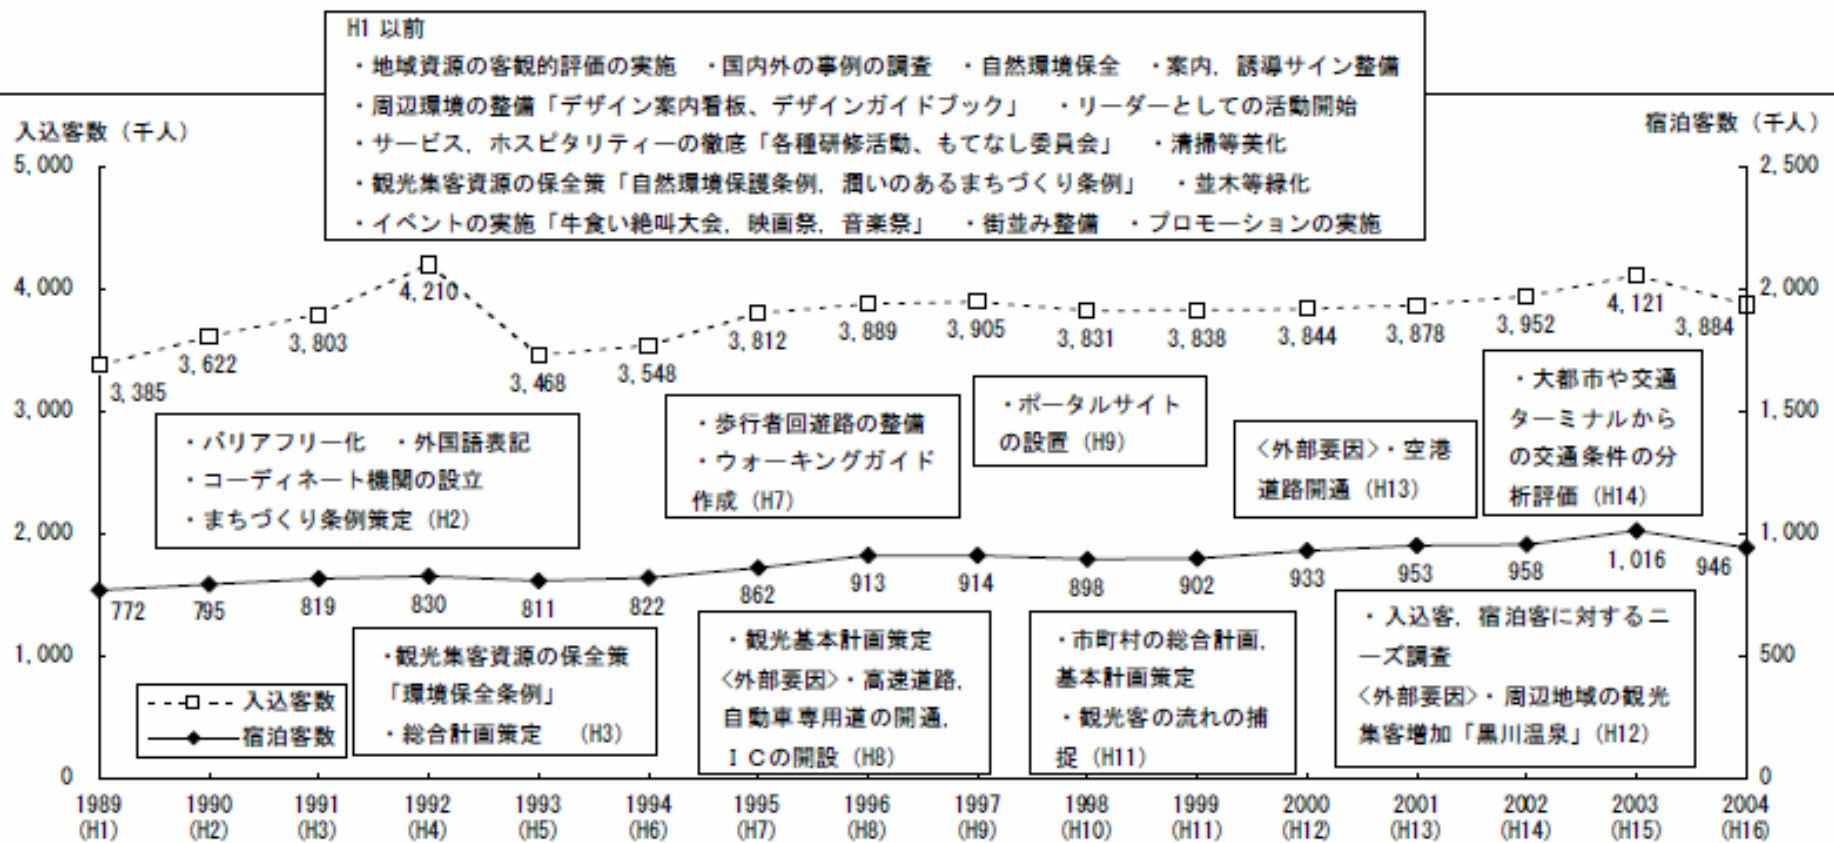 H1 以前
・地域資源の客観的評価の実施　・国内外の事例の調査　・自然環境保全　・案内，誘導サイン整備
・周辺環境の整備「デザイン案内看板、デザインガイドブック」　・リーダーとしての活動開始
・サービス，ホスピタリティーの徹底「各種研修活動、もてなし委員会」　・清掃等美化
・観光集客資源の保全策「自然環境保護条例，潤いのあるまちづくり条例」　・並木等緑化
・イベントの実施「牛食い絶叫大会，映画祭，音楽祭」　・街並み整備　・プロモーションの実施
入込客数（千人）
宿泊客数（千人）
5,000
4,000
3,000
2,000
1,000
0
2,500
2,000
1,500
1,000
500
0
3,385
3,622
3,803
4,210
3,468
3,548
3,812
3,889
3,905
3,831
3,838
3,844
3,878
3,952
4,121
3,884
・バリアフリー化　・外国語表記
・コーディネート機関の設立
・まちづくり条例策定（H2）
・歩行者回遊路の整備
・ウォーキングガイド
作成（H7）
・ポータルサイト
の設置（H9）
〈外部要因〉・空港
道路開通（H13）
・大都市や交通
ターミナルから
の交通条件の分
析評価（H14）
772
795
819
830
811
822
862
913
914
898
902
933
953
958
1,016
946
・観光集客資源の保全策
「環境保全条例」
・総合計画策定　（H3）
・観光基本計画策定
〈外部要因〉・高速道路，
自動車専用道の開通，
ＩＣの開設（H8）
・市町村の総合計画，
基本計画策定
・観光客の流れの捕
捉（H11）
・入込客，宿泊客に対するニ
ーズ調査
〈外部要因〉・周辺地域の観光
集客増加「黒川温泉」（H12）
入込客数
宿泊客数
1989 1990 1991 1992 1993 1994 1995 1996 1997 1998 1999 2000 2001 2002 2003 2004
(H1) (H2) (H3) (H4) (H5) (H6) (H7) (H8) (H9) (H10) (H11) (H12) (H13) (H14) (H15) (H16)